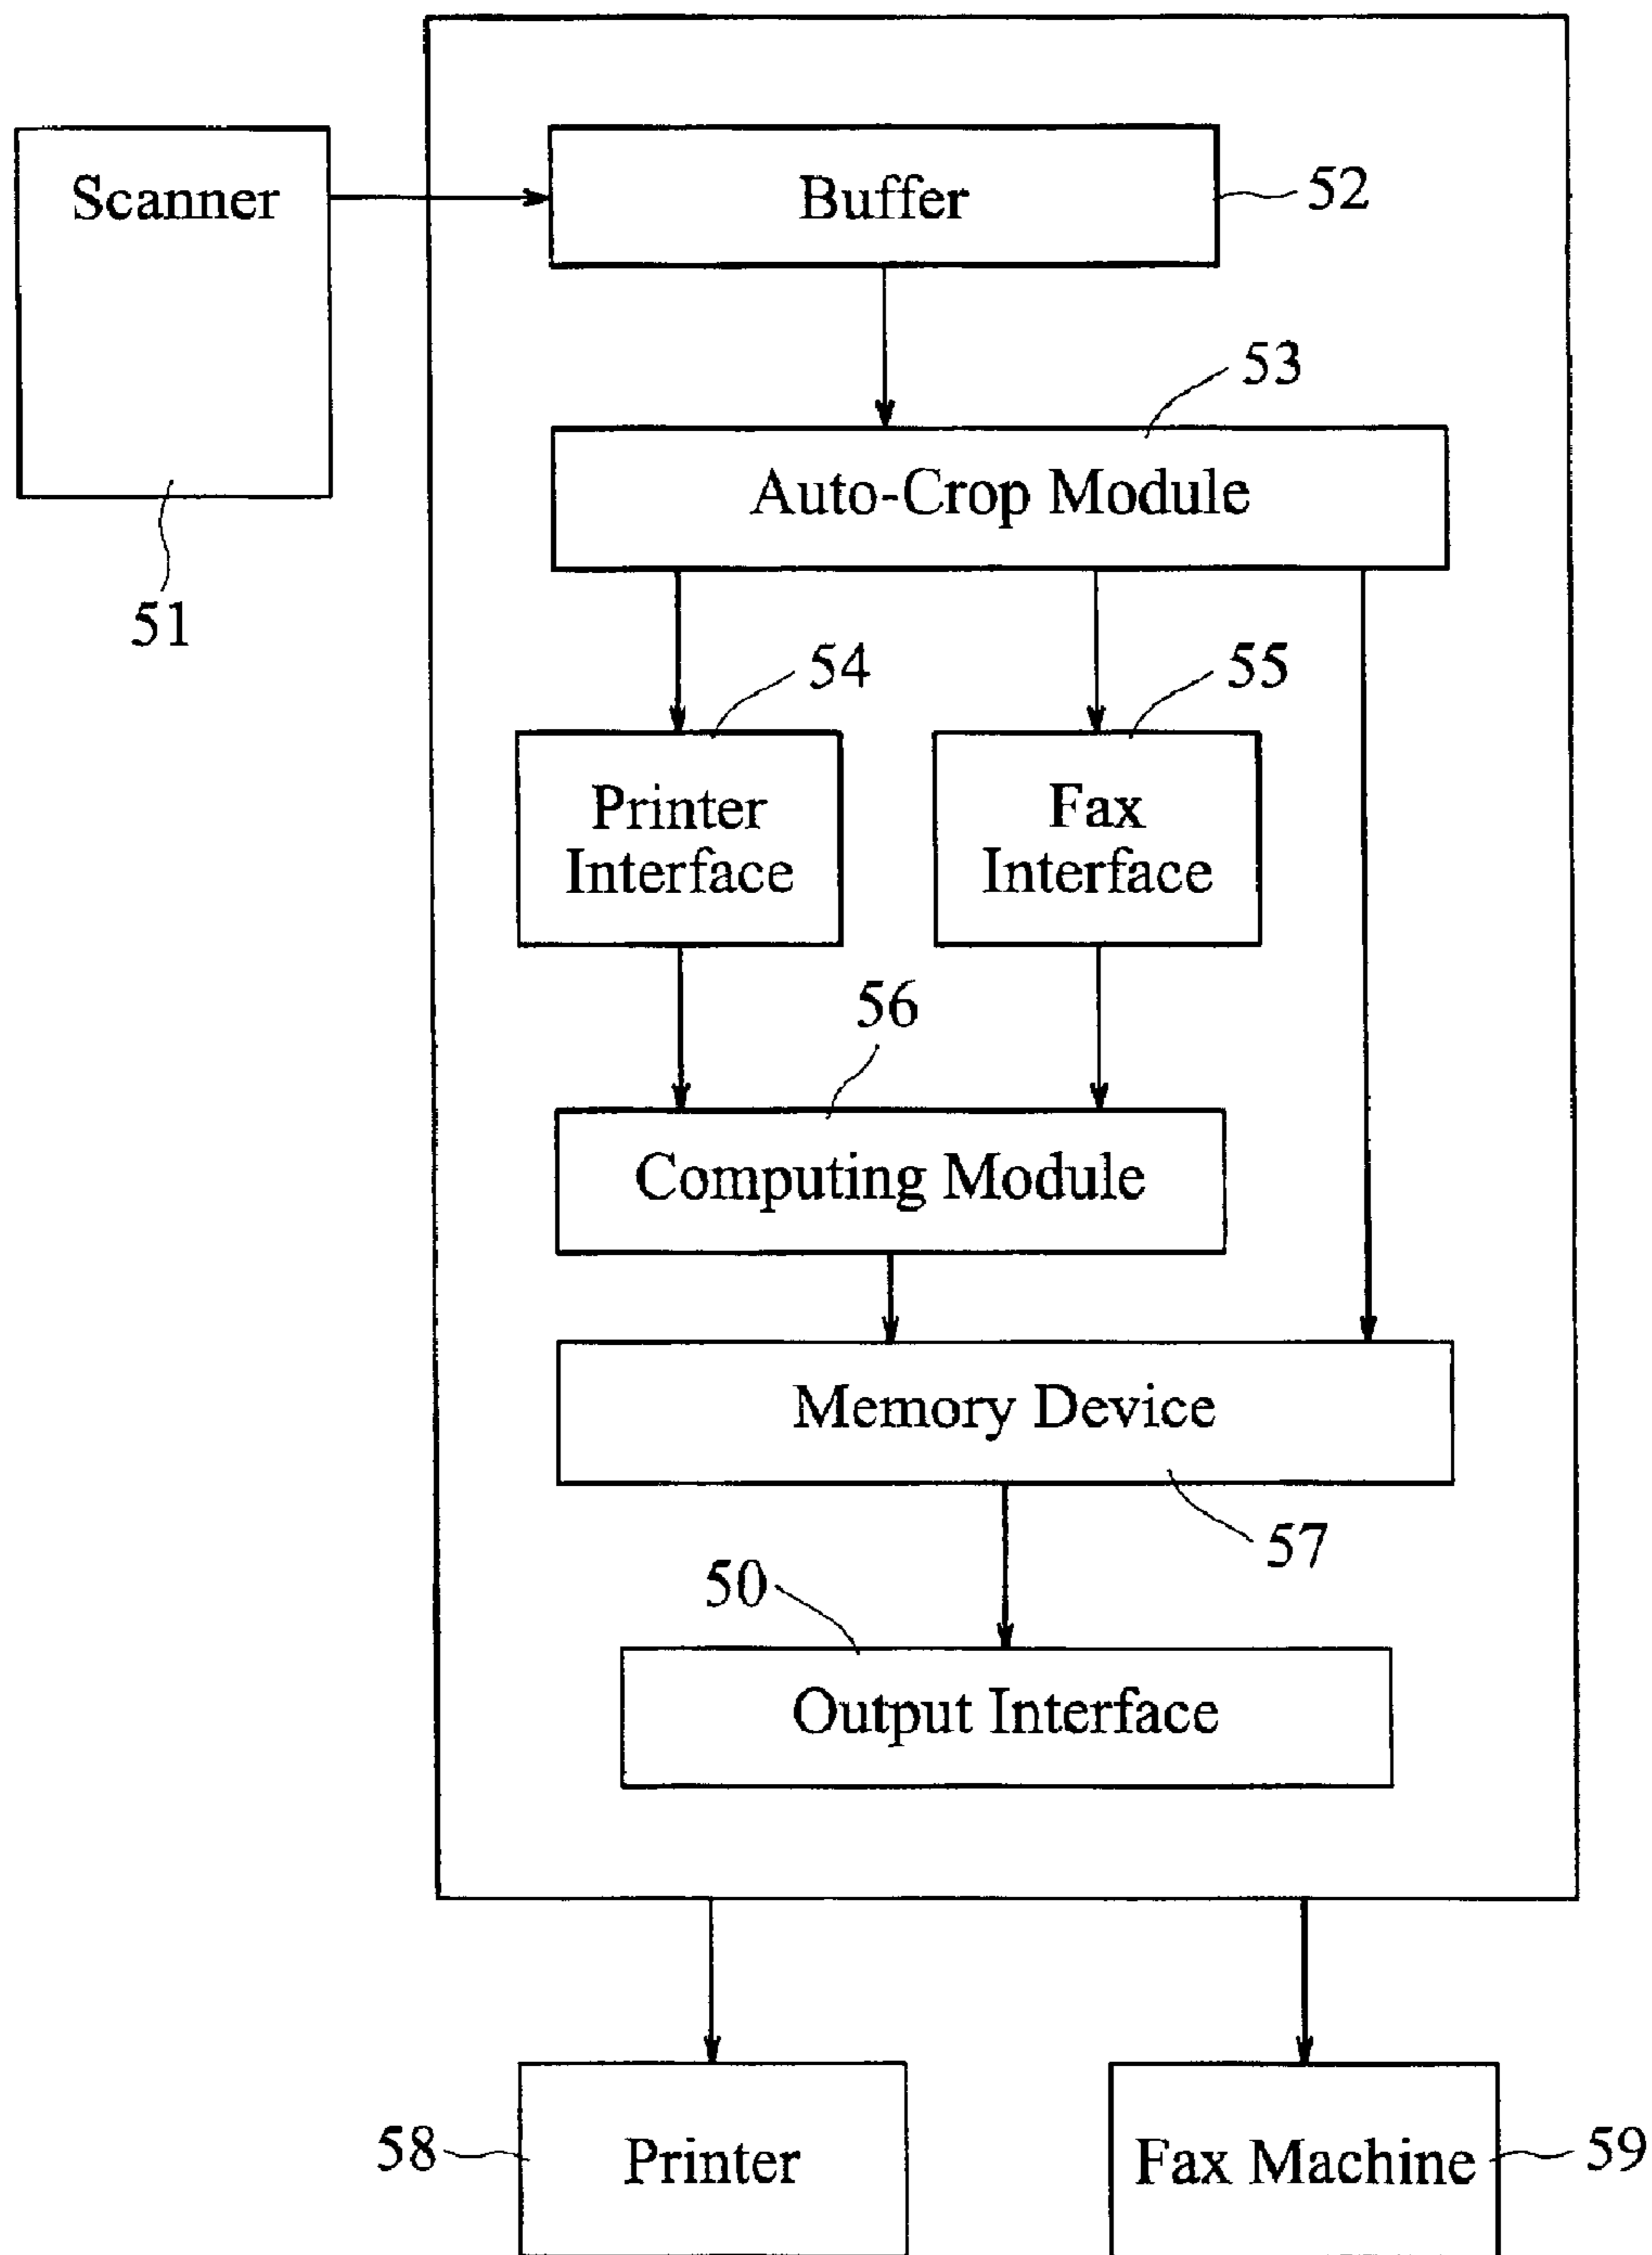 Scanner
Buffer
52
53
Auto-Crop Module
51
54
55
Printer
Interface
Fax
Interface
56
Computing Module
Memory Device
57
50
Output Interface
58
Printer
Fax Machine
59